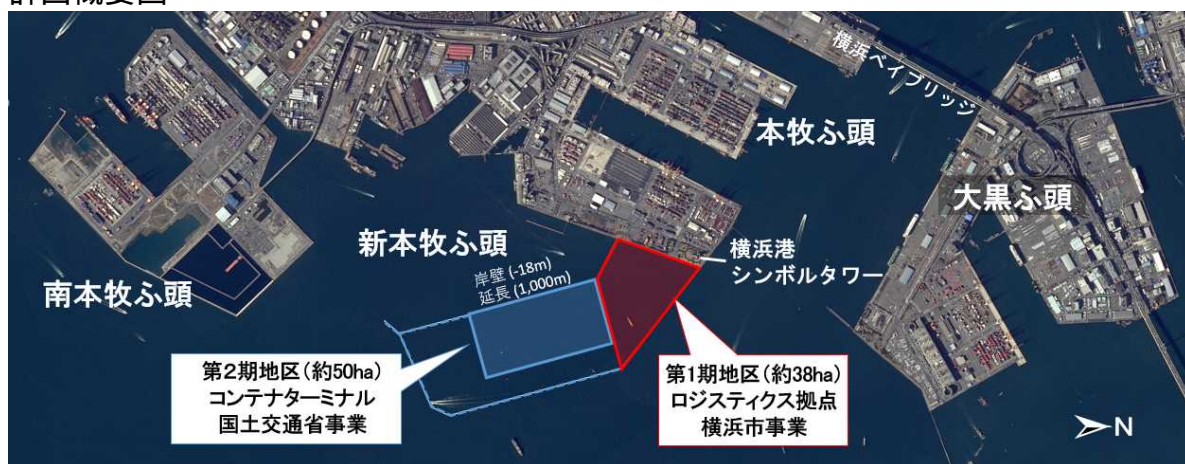 横浜ベイブリッジ
本牧ふ頭
大黒ふ頭
新本牧ふ頭
岸壁(-18m)
延長(1,000m)
横浜港
シンボルタワー
南本牧ふ頭
第2期地区(約50ha)
コンテナターミナル
国土交通省事業
第1期地区(約38ha)
ロジスティクス拠点
横浜市事業
N